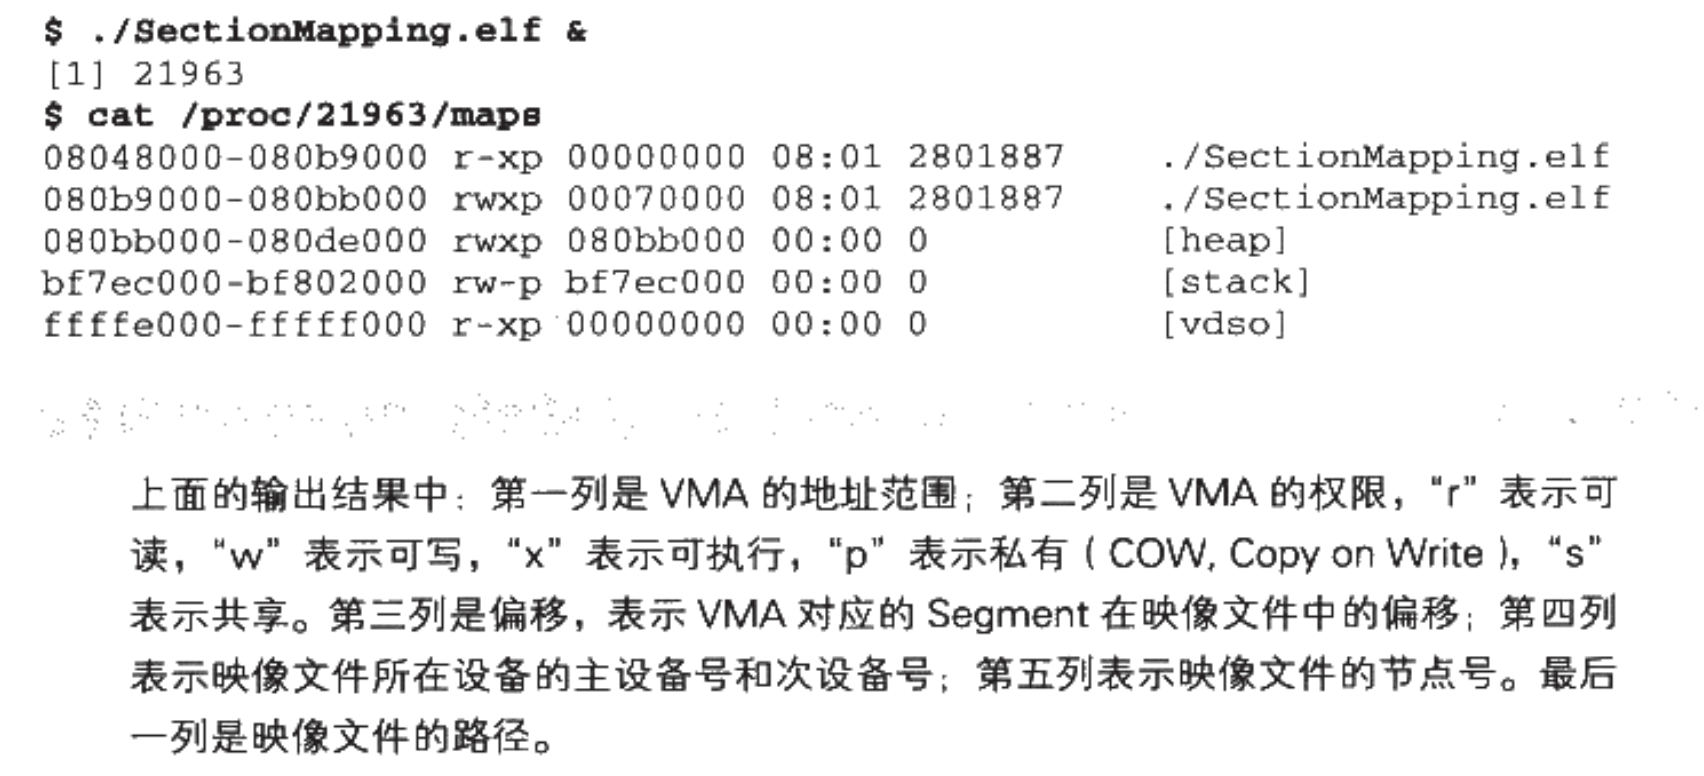 $ ./SectionMapping.elf &
[1] 21963
$ cat /proc/21963/maps
08048000-080b9000 r-xp 00000000 08:01 2801887 ./SectionMapping.elf
080b9000-080bb000 rwxp 00070000 08:01 2801887 ./SectionMapping.elf
080bb000-080de000 rwxp 080bb000 00:00 0 [heap]
bf7ec000-bf802000 rw-p bf7ec000 00:00 0 [stack]
ffffe000-fffff000 r-xp 00000000 00:00 0 [vdso]
上面的输出结果中：第一列是 VMA 的地址范围；第二列是 VMA 的权限，“r” 表示可
读，“w” 表示可写，“x” 表示可执行，“p” 表示私有（COW, Copy on Write），“s”
表示共享。第三列是偏移，表示 VMA 对应的 Segment 在映像文件中的偏移；第四列
表示映像文件所在设备的主设备号和次设备号；第五列表示映像文件的节点号。最后
一列是映像文件的路径。